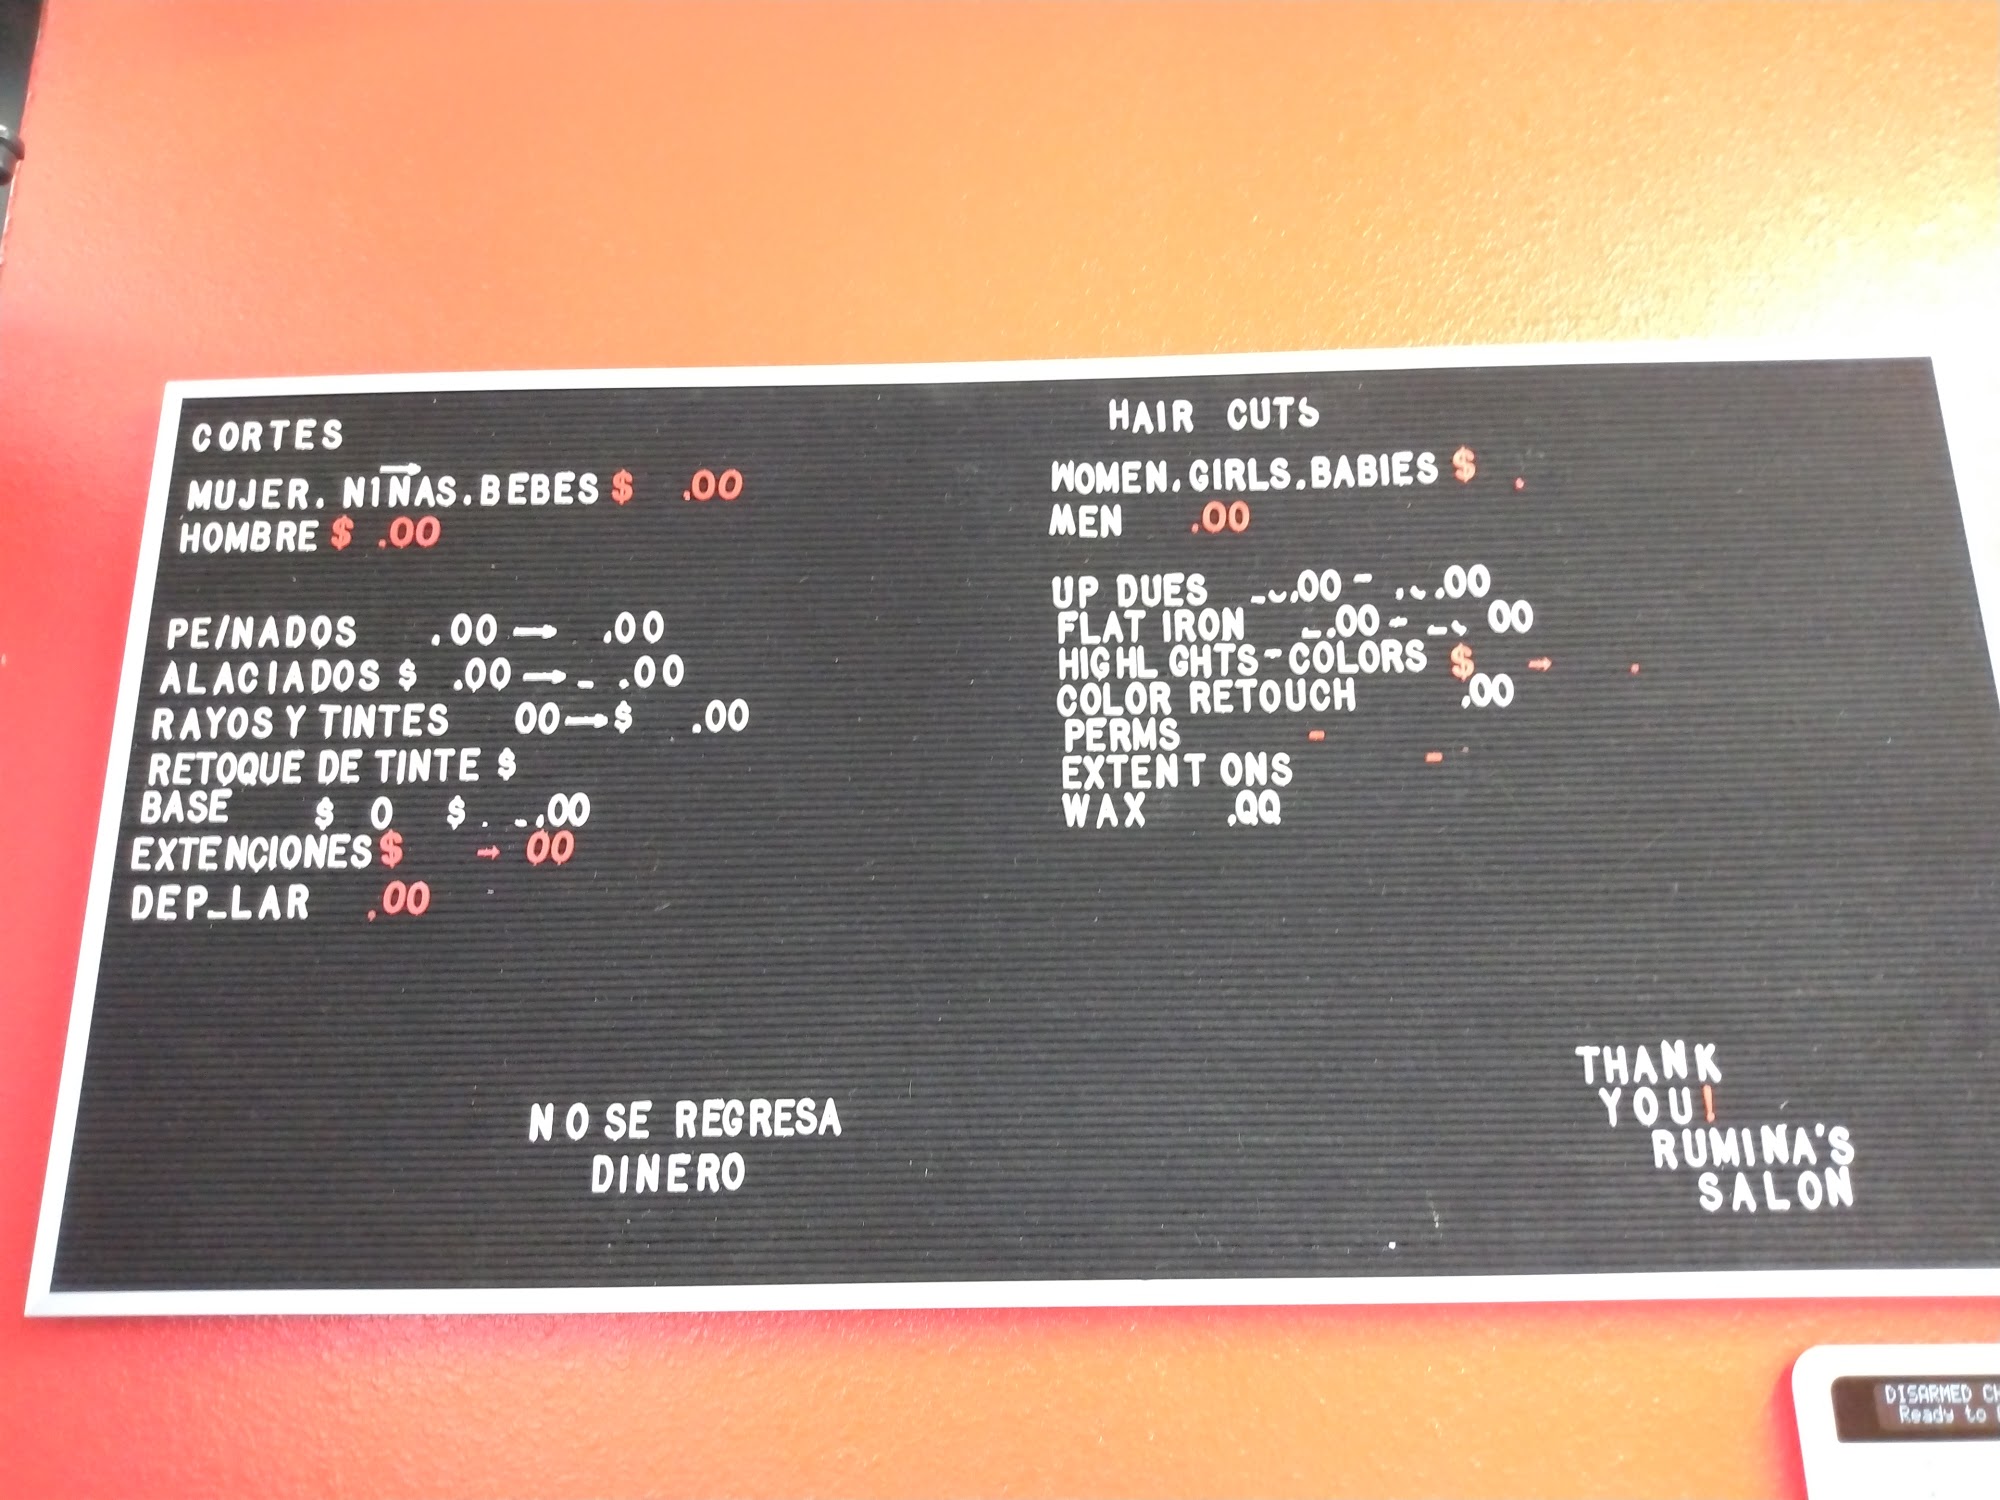 CORTES
MUJER. NIÑAS.BEBES $ .00
HOMBRE $ .00
PE/NADOS .00 → .00
ALACIADOS $ .00 → _ .00
RAYOS Y TINTES 00 → $ .00
RETOQUE DE TINTE $
BASE $ 0 $ . _ .00
EXTENCIONES $ → 00
DEP_LAR .00
NO SE REGRESA
DINERO
HAIR CUTS
WOMEN.GIRLS.BABIES $ .
MEN .00
UP DUES .00 - .00
FLAT IRON _.00 - 00
HIGHL GHTS-COLORS $ → .
COLOR RETOUCH .00
PERMS -
EXTENT ONS -
WAX .QQ
THANK
YOU!
RUMINA'S
SALON
DISARMED
Ready to